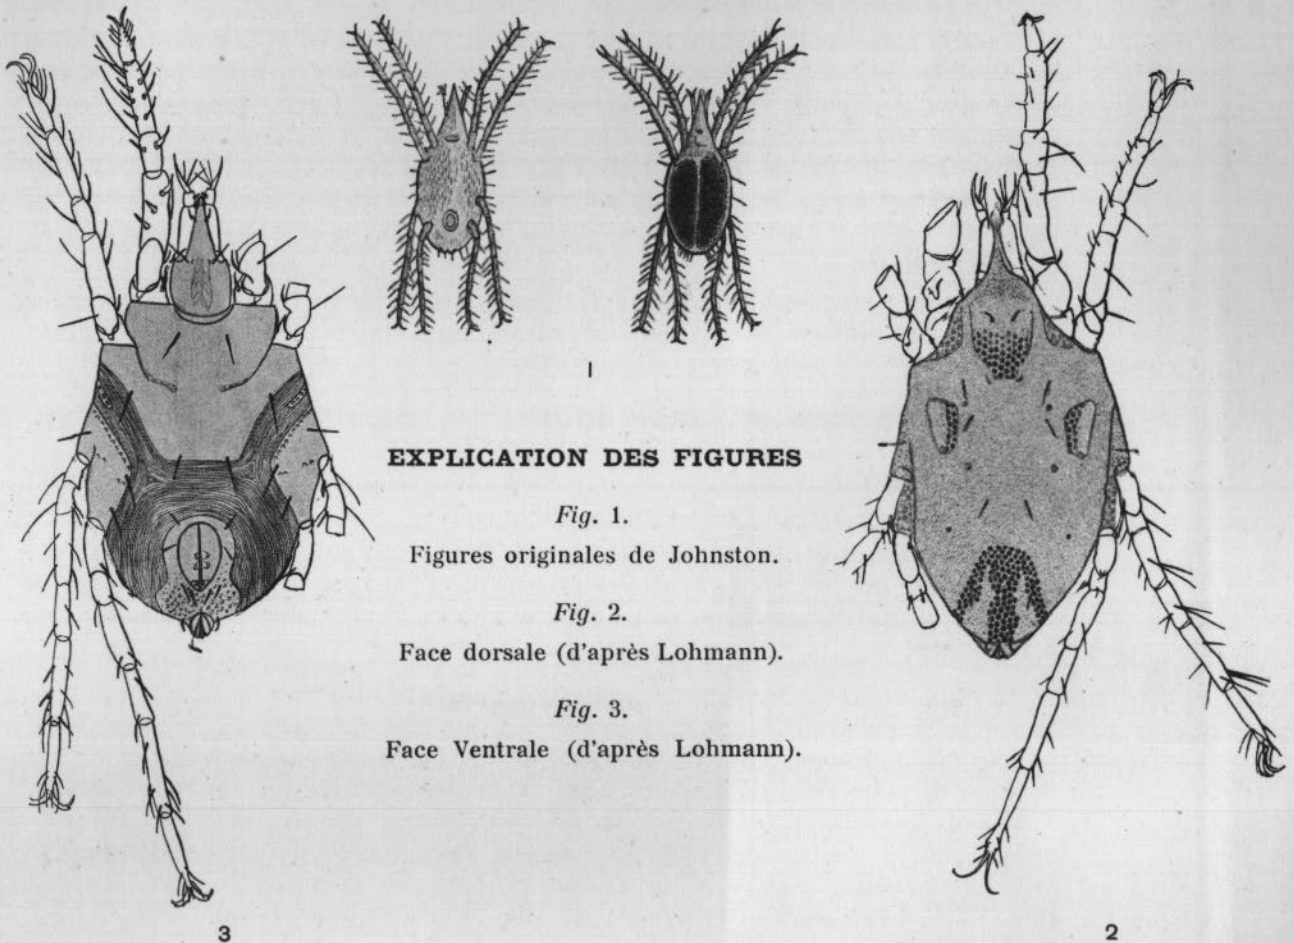 1
EXPLICATION DES FIGURES
Fig. 1.
Figures originales de Johnston.
Fig. 2.
Face dorsale (d'après Lohmann).
Fig. 3.
Face Ventrale (d'après Lohmann).
3 2